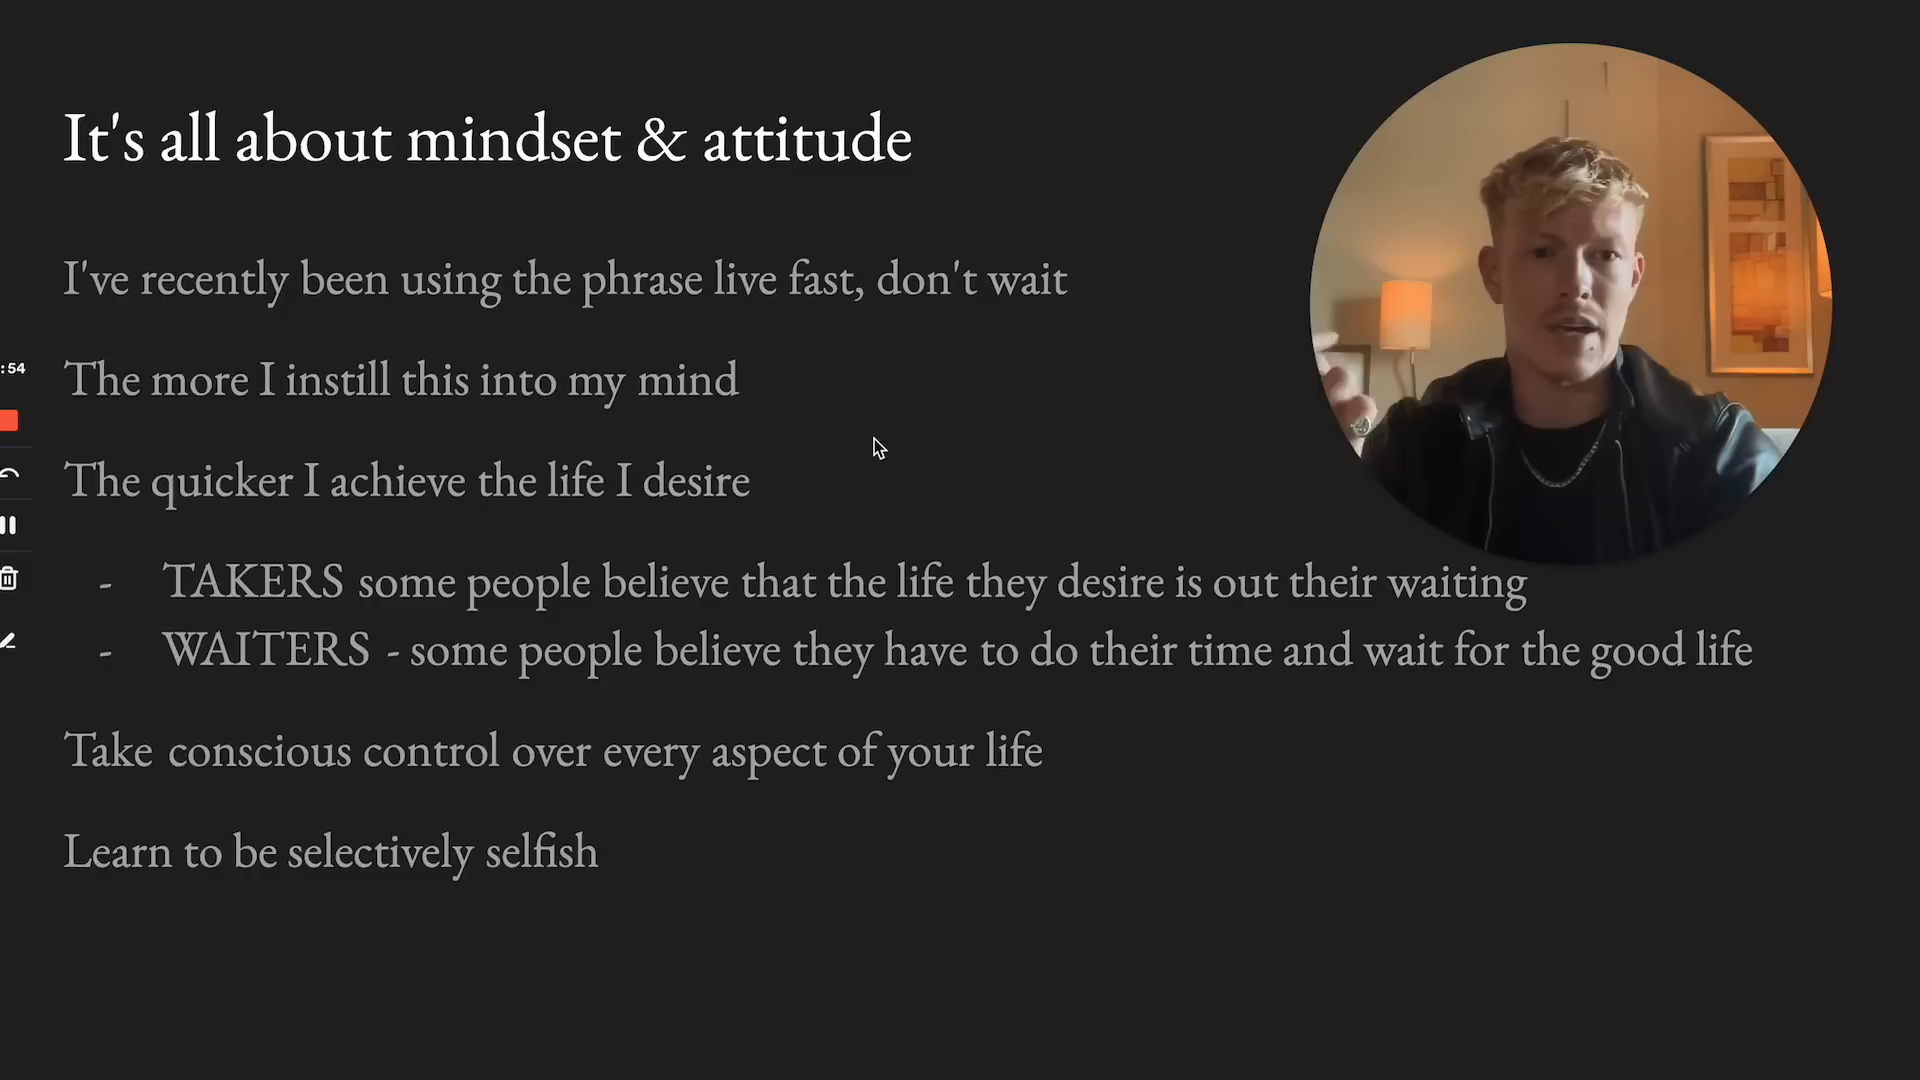 It's all about mindset & attitude
I've recently been using the phrase live fast, don't wait
The more I instill this into my mind
:54
The quicker I achieve the life I desire
- TAKERS some people believe that the life they desire is out their waiting
- WAITERS - some people believe they have to do their time and wait for the good life
Take conscious control over every aspect of your life
Learn to be selectively selfish